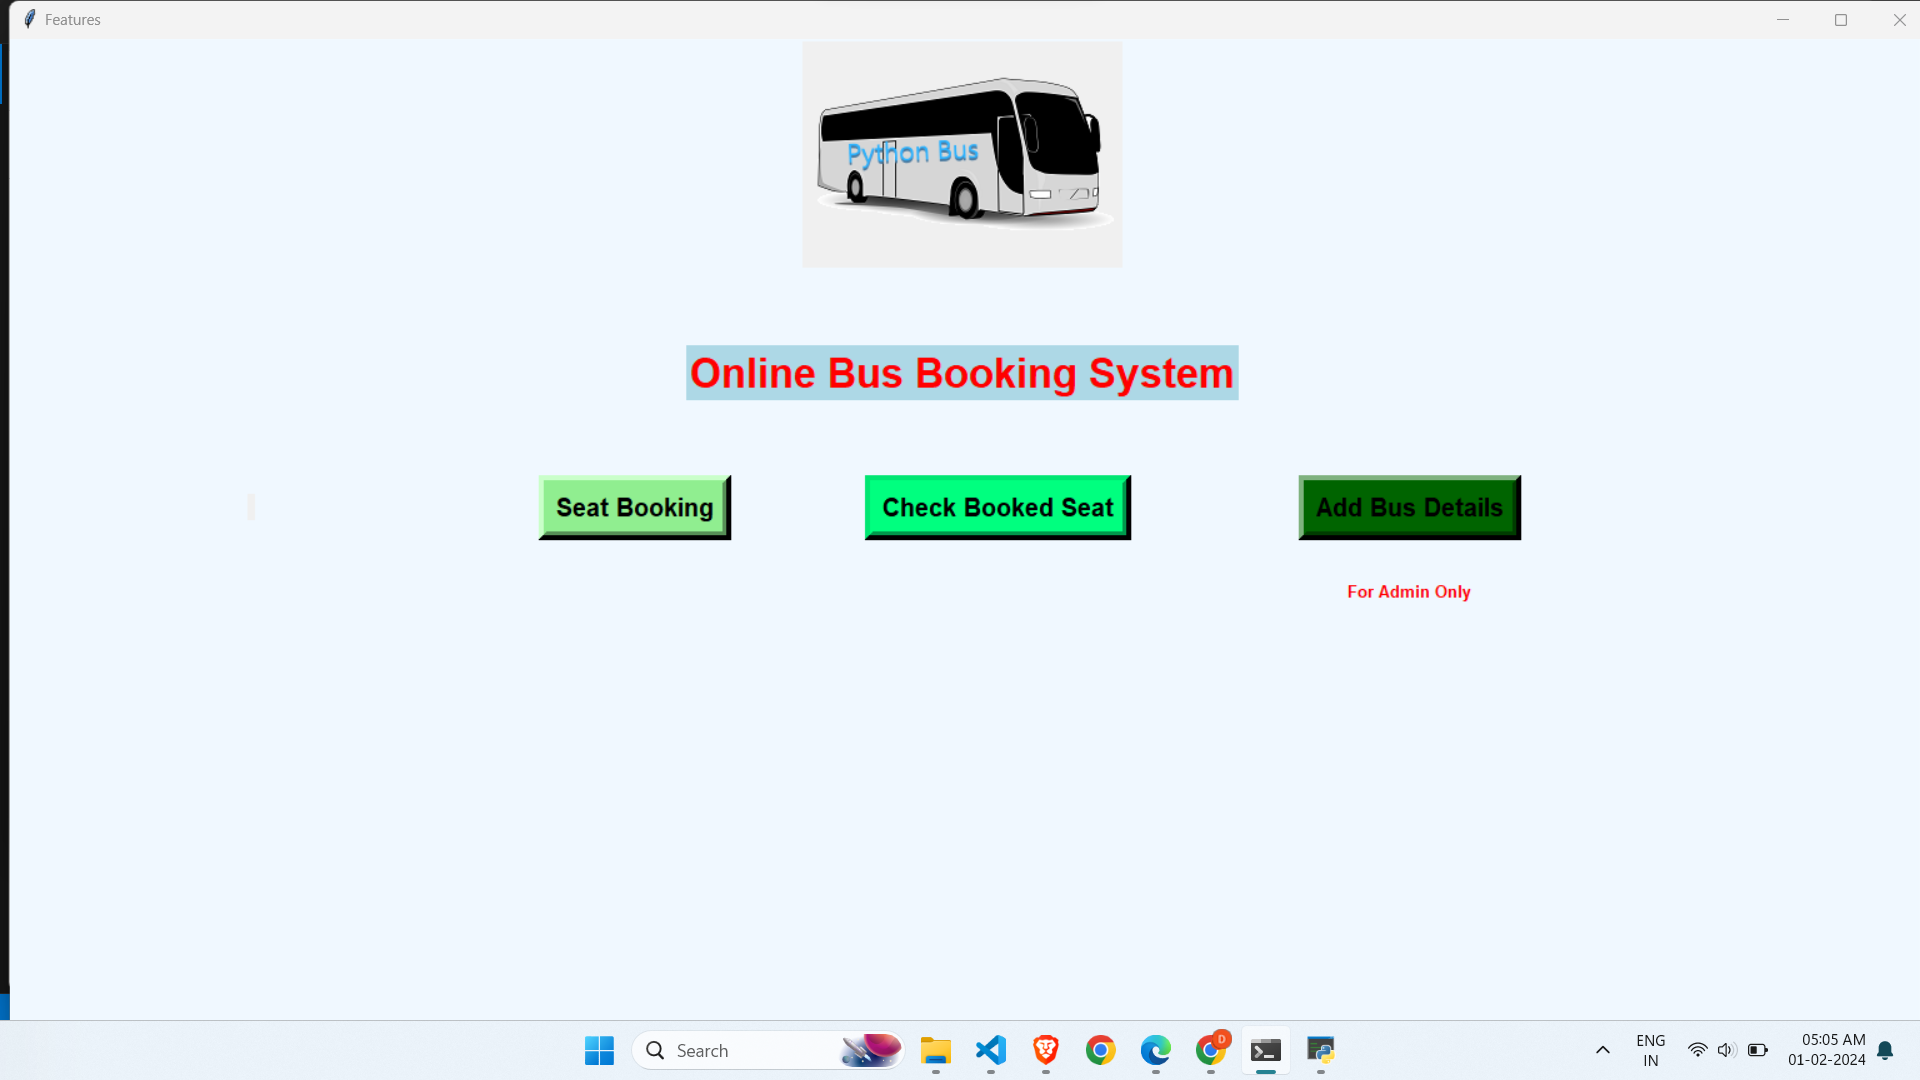 Features
Python Bus
Online Bus Booking System
Seat Booking
Check Booked Seat
Add Bus Details
For Admin Only
Search
D
ENG
IN
05:05 AM
01-02-2024